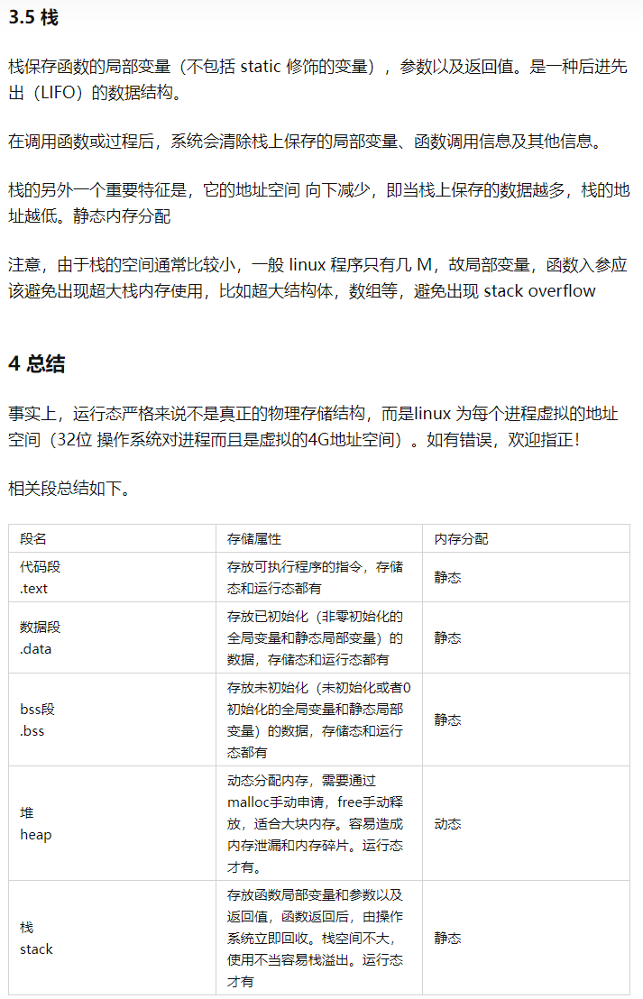 3.5 栈
栈保存函数的局部变量（不包括 static 修饰的变量），参数以及返回值。是一种后进先
出（LIFO）的数据结构。
在调用函数或过程后，系统会清除栈上保存的局部变量、函数调用信息及其他信息。
栈的另外一个重要特征是，它的地址空间 向下减少，即当栈上保存的数据越多，栈的地
址越低。静态内存分配
注意，由于栈的空间通常比较小，一般 linux 程序只有几 M，故局部变量，函数入参应
该避免出现超大栈内存使用，比如超大结构体，数组等，避免出现 stack overflow
4 总结
事实上，运行态严格来说不是真正的物理存储结构，而是linux 为每个进程虚拟的地址
空间（32位 操作系统对进程而且是虚拟的4G地址空间）。如有错误，欢迎指正！
相关段总结如下。
段名 存储属性 内存分配
代码段
.text
存放可执行程序的指令，存储
态和运行态都有
静态
数据段
.data
存放已初始化（非零初始化的
全局变量和静态局部变量）的
数据，存储态和运行态都有
静态
bss段
.bss
存放未初始化（未初始化或者0
初始化的全局变量和静态局部
变量）的数据，存储态和运行
态都有
静态
堆
heap
动态分配内存，需要通过
malloc手动申请，free手动释
放，适合大块内存。容易造成
内存泄漏和内存碎片。运行态
才有。
动态
栈
stack
存放函数局部变量和参数以及
返回值，函数返回后，由操作
系统立即回收。栈空间不大，
使用不当容易栈溢出。运行态
才有
静态